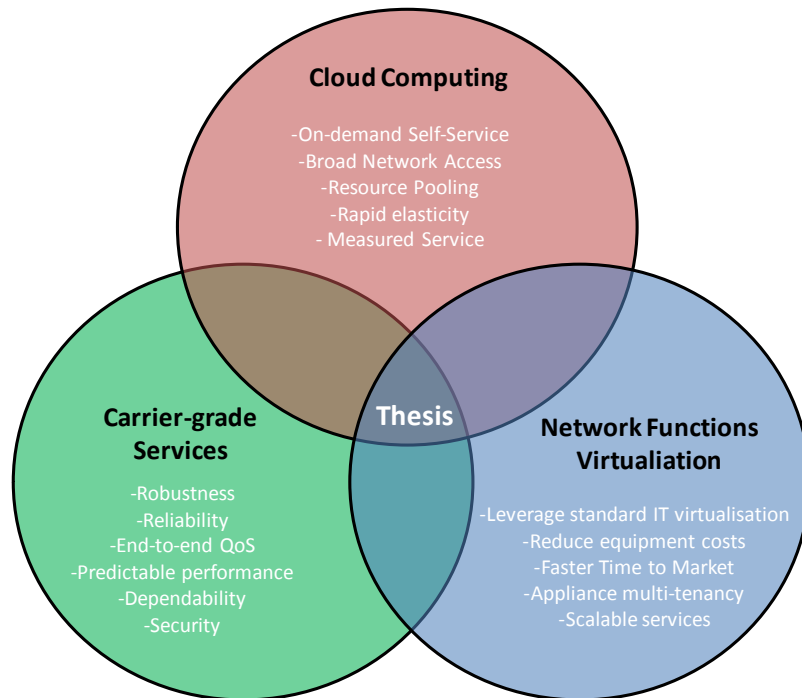 Cloud Computing
-On-demand Self-Service
-Broad Network Access
-Resource Pooling
-Rapid elasticity
- Measured Service
Carrier-grade
Services
-Robustness
-Reliability
-End-to-end QoS
-Predictable performance
-Dependability
-Security
Thesis
Network Functions
Virtualiation
-Leverage standard IT virtualisation
-Reduce equipment costs
-Faster Time to Market
-Appliance multi-tenancy
-Scalable services